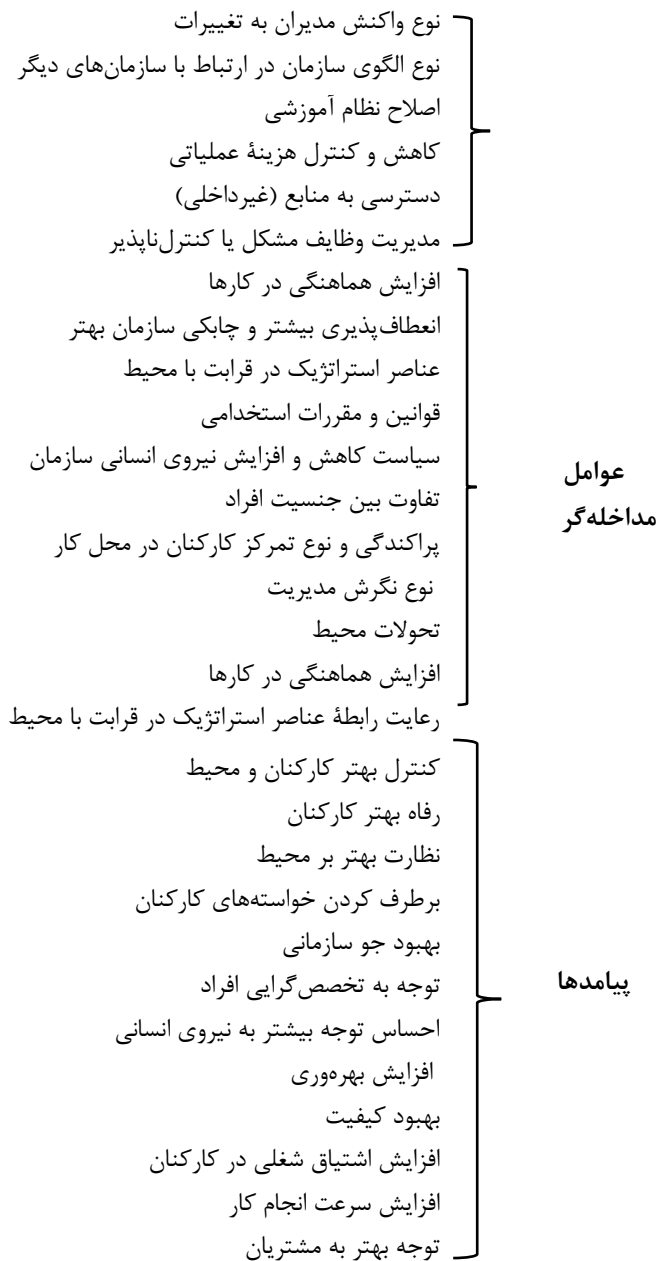 نوع واکنش مدیران به تغییرات
نوع الگوی سازمان در ارتباط با سازمان‌های دیگر
اصلاح نظام آموزشی
کاهش و کنترل هزینهٔ عملیاتی
دسترسی به منابع (غیرداخلی)
مدیریت وظایف مشکل یا کنترل‌ناپذیر
افزایش هماهنگی در کارها
انعطاف‌پذیری بیشتر و چابکی سازمان بهتر
عناصر استراتژیک در قرابت با محیط
قوانین و مقررات استخدامی
سیاست کاهش و افزایش نیروی انسانی سازمان
عوامل
تفاوت بین جنسیت افراد
مداخله‌گر
پراکندگی و نوع تمرکز کارکنان در محل کار
نوع نگرش مدیریت
تحولات محیط
افزایش هماهنگی در کارها
رعایت رابطهٔ عناصر استراتژیک در قرابت با محیط
کنترل بهتر کارکنان و محیط
رفاه بهتر کارکنان
نظارت بهتر بر محیط
برطرف کردن خواسته‌های کارکنان
بهبود جو سازمانی
پیامدها
توجه به تخصص‌گرایی افراد
احساس توجه بیشتر به نیروی انسانی
افزایش بهره‌وری
بهبود کیفیت
افزایش اشتیاق شغلی در کارکنان
افزایش سرعت انجام کار
توجه بهتر به مشتریان